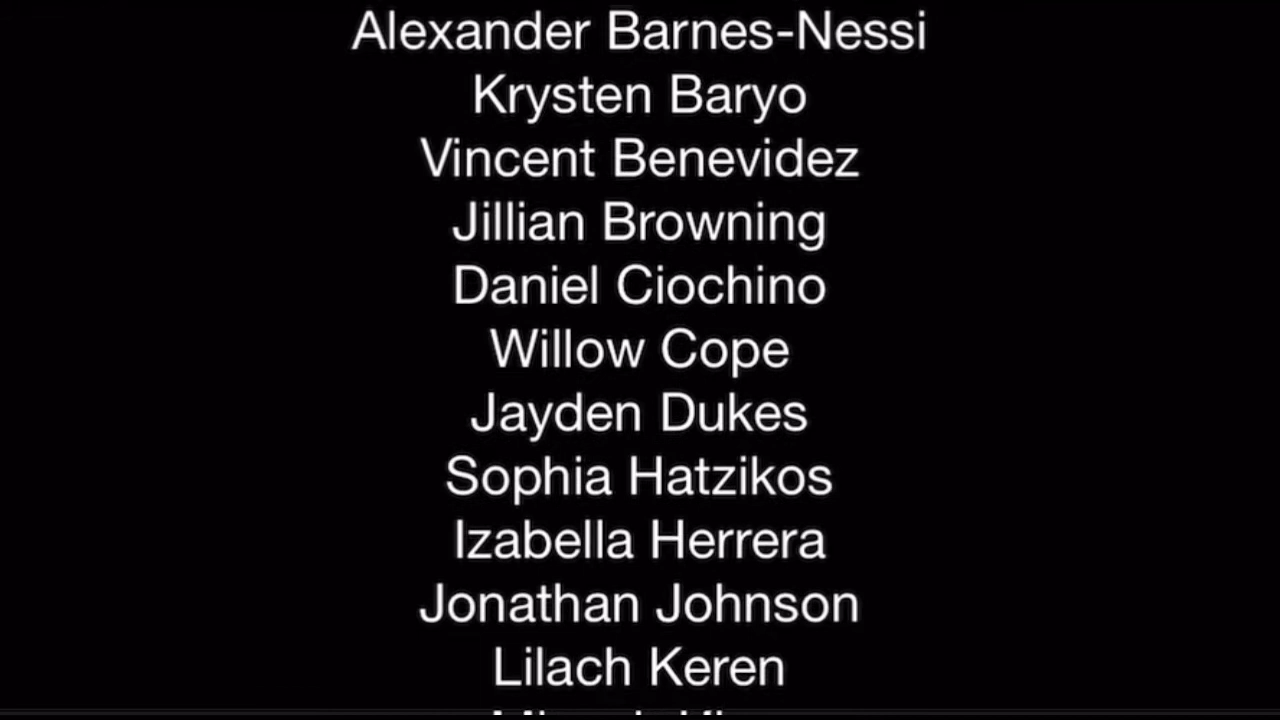 Alexander Barnes-Nessi
Krysten Baryo
Vincent Benevidez
Jillian Browning
Daniel Ciochino
Willow Cope
Jayden Dukes
Sophia Hatzikos
Izabella Herrera
Jonathan Johnson
Lilach Keren